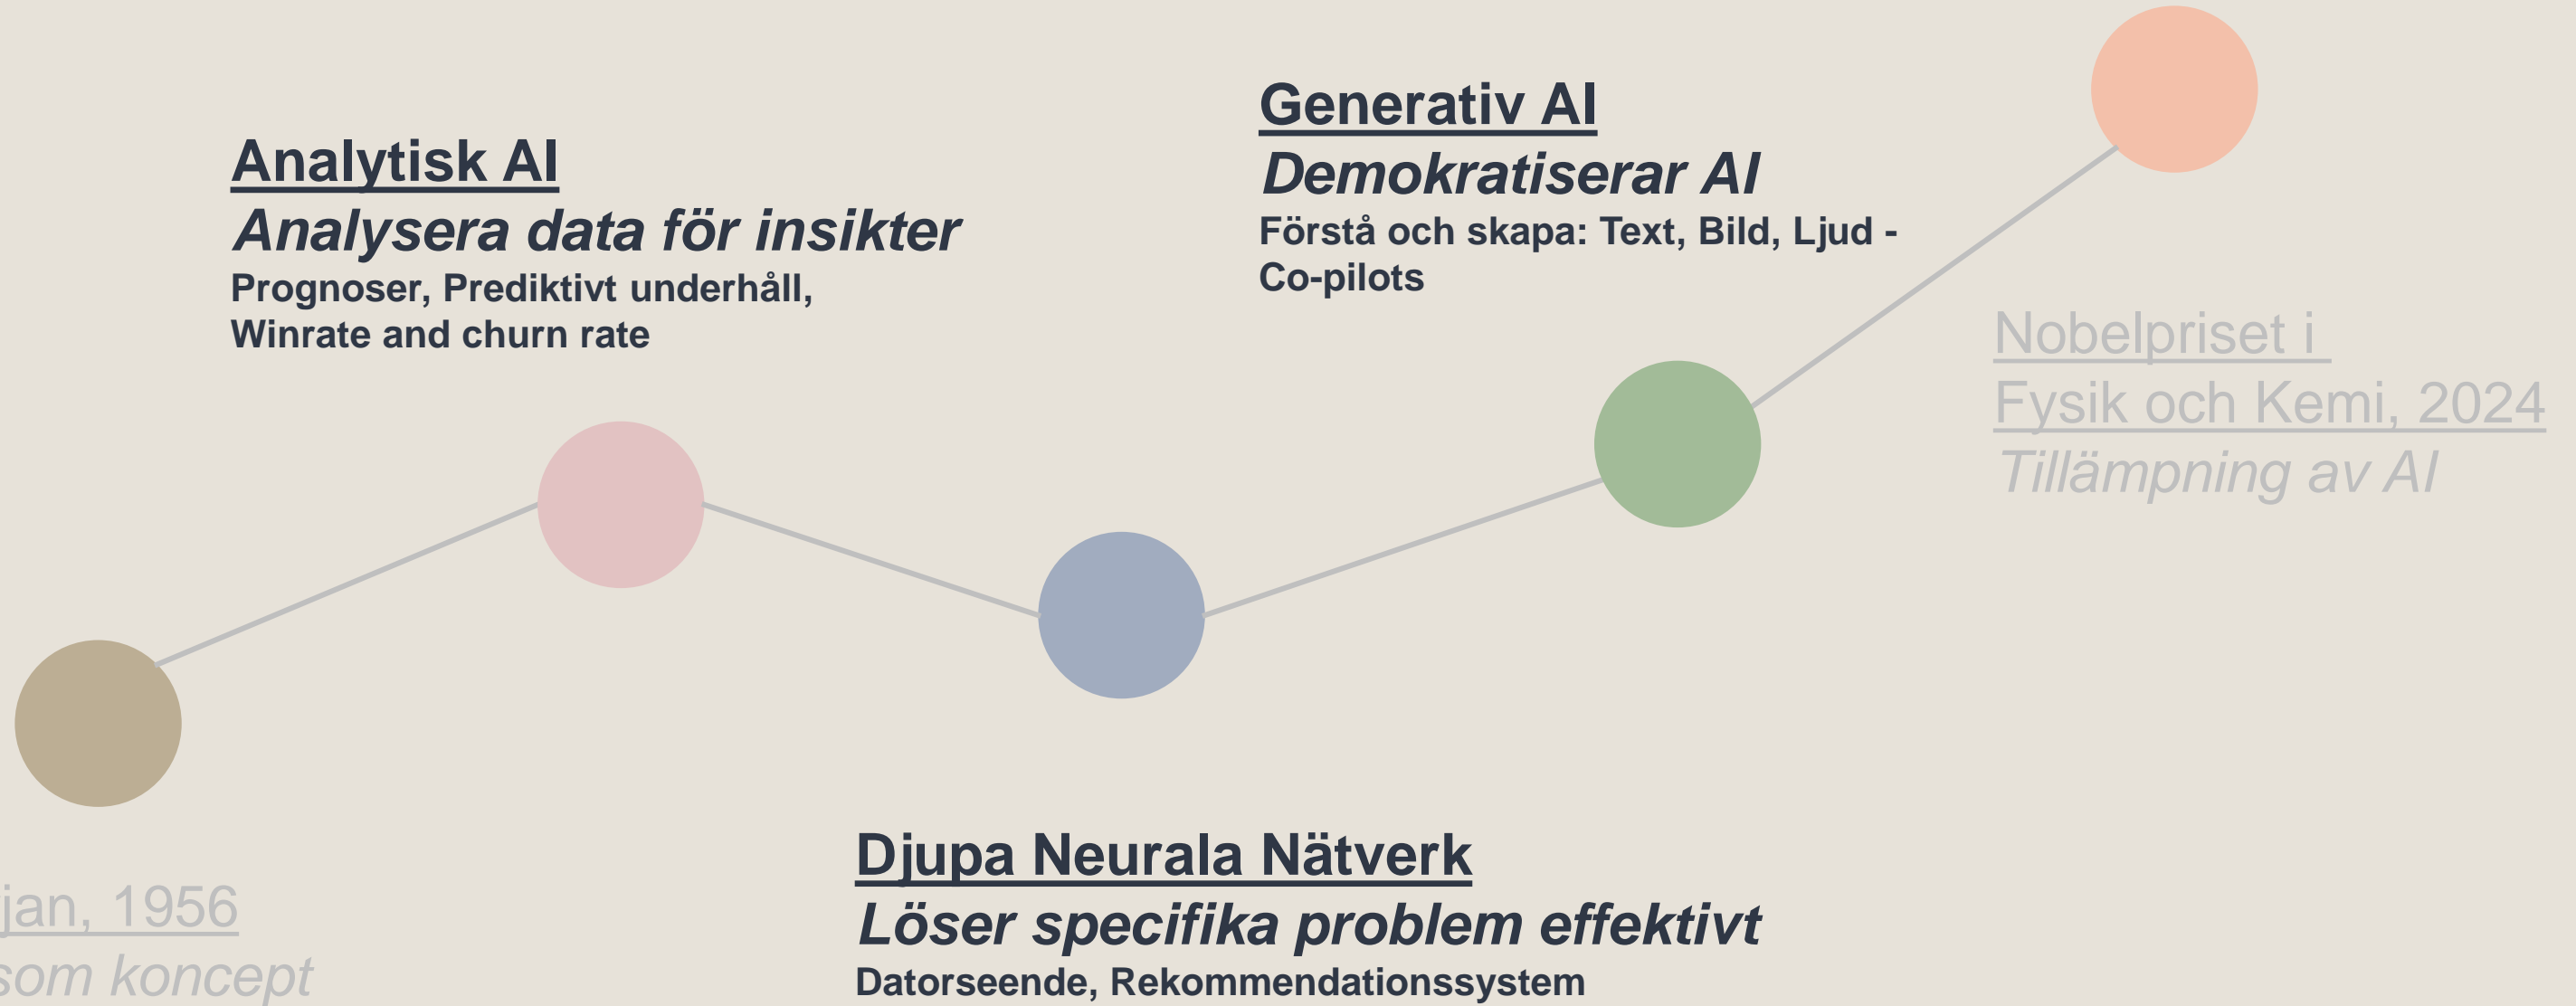 Analytisk AI
Analysera data för insikter
Prognoser, Prediktivt underhåll,
Winrate and churn rate
Generativ AI
Demokratiserar AI
Förstå och skapa: Text, Bild, Ljud -
Co-pilots
Nobelpriset i
Fysik och Kemi, 2024
Tillämpning av AI
Djupa Neurala Nätverk
Löser specifika problem effektivt
Datorseende, Rekommendationssystem
jan, 1956
som koncept